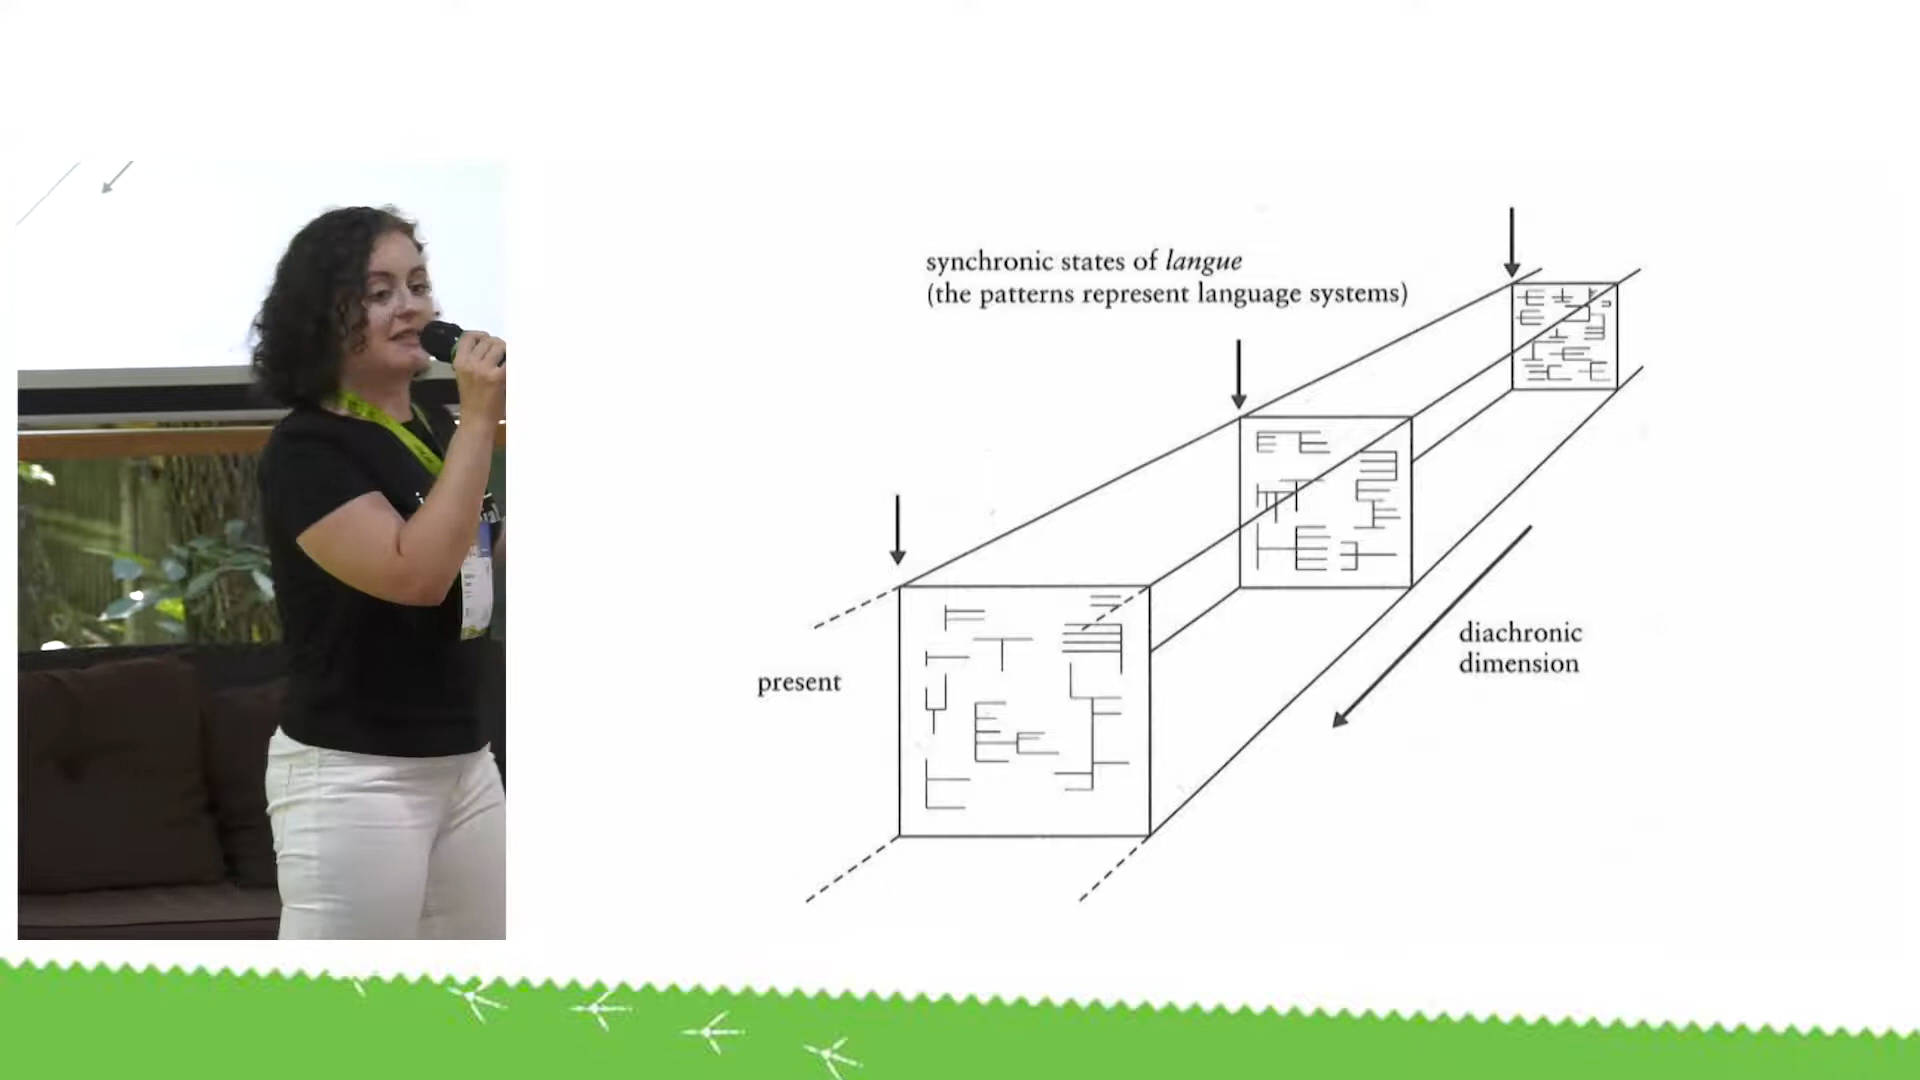 synchronic states of langue
(the patterns represent language systems)
present
diachronic
dimension